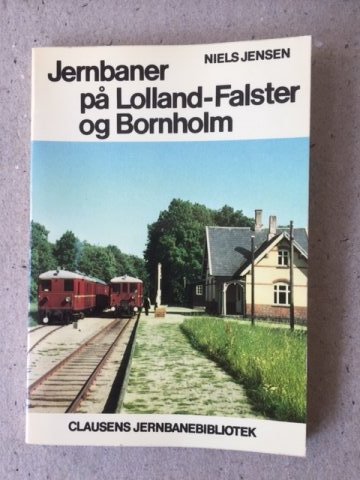 NIELS JENSEN
Jernbaner
på Lolland-Falster
og Bornholm
CLAUSENS JERNBANEBIBLIOTEK